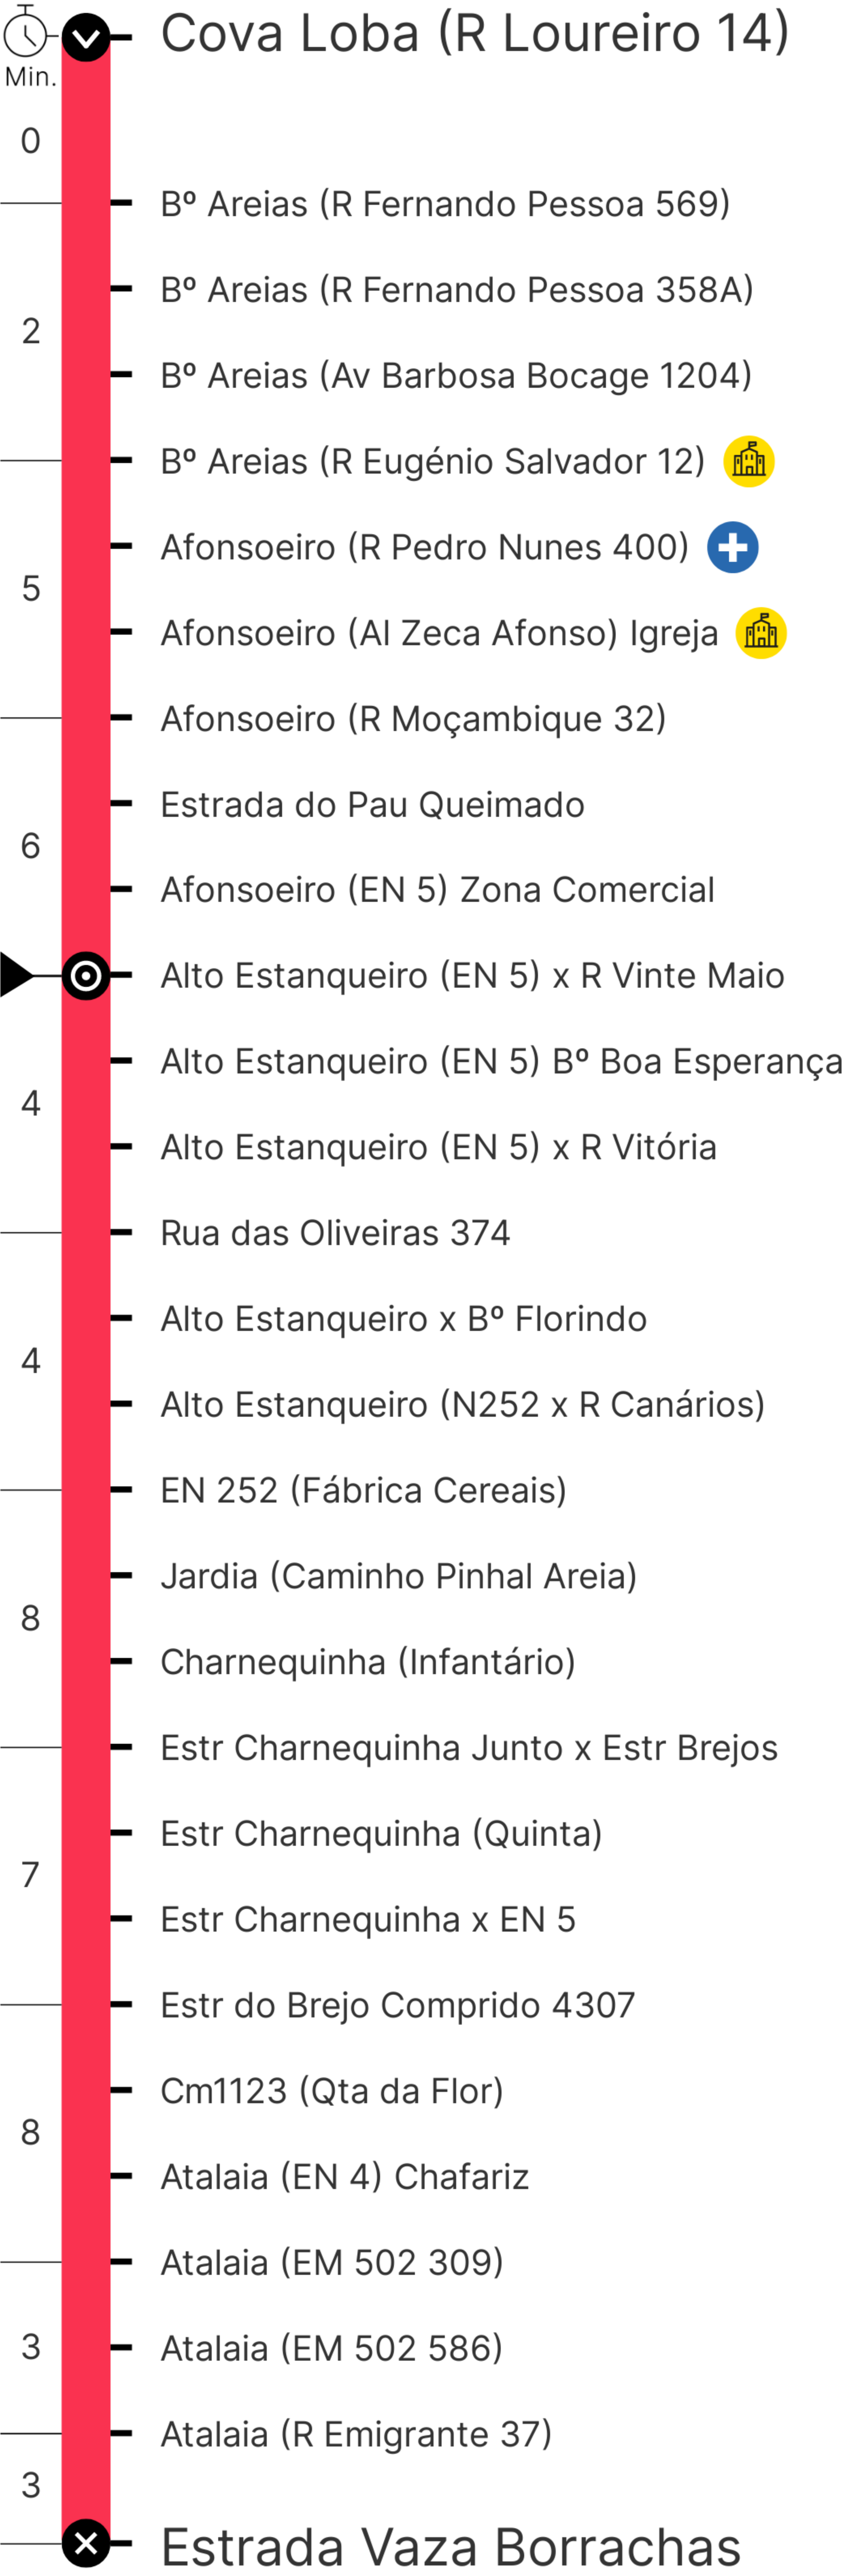 Cova Loba (R Loureiro 14)
Min.
0
Bº Areias (R Fernando Pessoa 569)
Bº Areias (R Fernando Pessoa 358A)
2
Bº Areias (Av Barbosa Bocage 1204)
Bº Areias (R Eugénio Salvador 12)
Afonsoeiro (R Pedro Nunes 400)
5
Afonsoeiro (Al Zeca Afonso) Igreja
Afonsoeiro (R Moçambique 32)
Estrada do Pau Queimado
6
Afonsoeiro (EN 5) Zona Comercial
Alto Estanqueiro (EN 5) x R Vinte Maio
Alto Estanqueiro (EN 5) Bº Boa Esperança
4
Alto Estanqueiro (EN 5) x R Vitória
Rua das Oliveiras 374
Alto Estanqueiro x Bº Florindo
4
Alto Estanqueiro (N252 x R Canários)
EN 252 (Fábrica Cereais)
Jardia (Caminho Pinhal Areia)
8
Charnequinha (Infantário)
Estr Charnequinha Junto x Estr Brejos
Estr Charnequinha (Quinta)
7
Estr Charnequinha x EN 5
Estr do Brejo Comprido 4307
Cm1123 (Qta da Flor)
8
Atalaia (EN 4) Chafariz
Atalaia (EM 502 309)
3
Atalaia (EM 502 586)
Atalaia (R Emigrante 37)
3
Estrada Vaza Borrachas